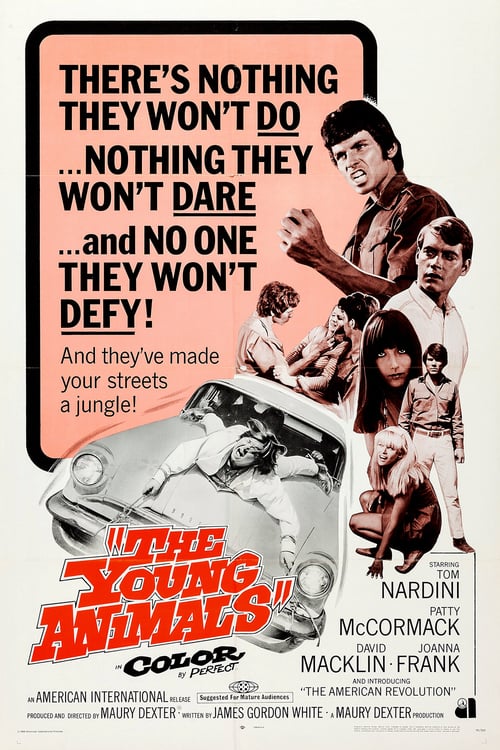 THERE'S NOTHING
THEY WON'T DO
...NOTHING THEY
WON'T DARE
...and NO ONE
THEY WON'T
DEFY!
And they've made
your streets
a jungle!
"THE
YOUNG
ANIMALS"
IN COLOR
BY PERFECT
STARRING
TOM
NARDINI
PATTY
McCORMACK
DAVID JOANNA
MACKLIN · FRANK
AND INTRODUCING
"THE AMERICAN REVOLUTION"
AN AMERICAN INTERNATIONAL RELEASE
Suggested For Mature Audiences
PRODUCED AND DIRECTED BY MAURY DEXTER · WRITTEN BY JAMES GORDON WHITE · A MAURY DEXTER PRODUCTION